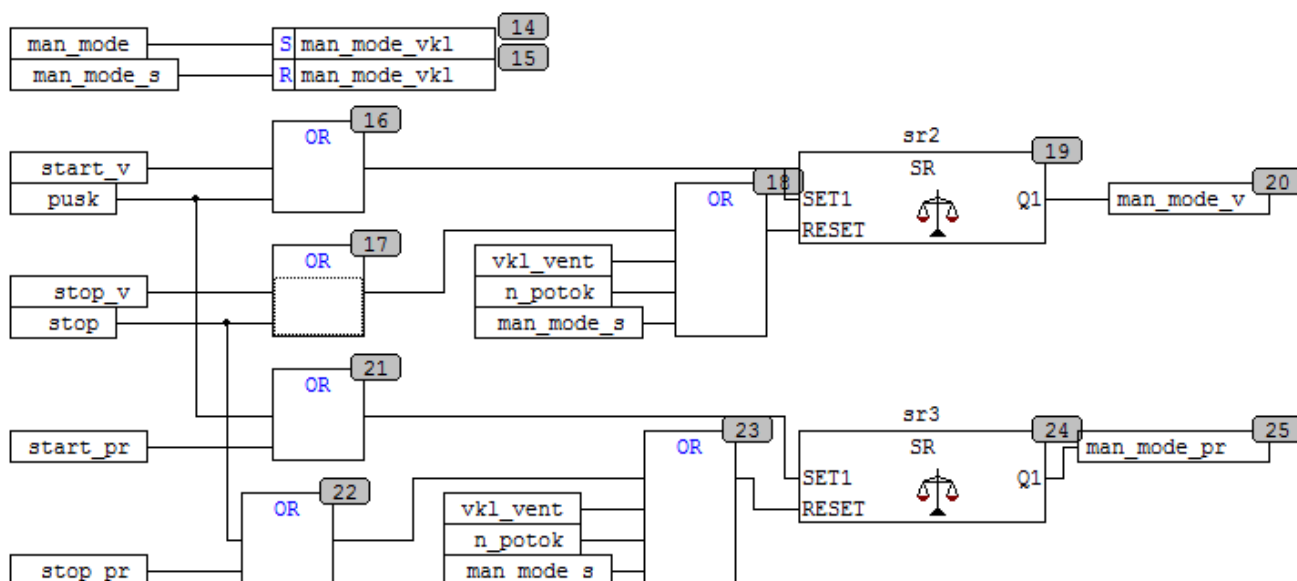 14
man_mode S man_mode_vkl
15
man_mode_s R man_mode_vkl
16
OR
sr2
19
start_v
SR
18
20
pusk
OR
SET1 Q1 man_mode_v
RESET
17
OR
vkl_vent
stop_v
n_potok
stop
man_mode_s
21
OR
sr3
23
24
25
start_pr
OR
SR
man_mode_pr
SET1 Q1
22
OR
vkl_vent
RESET
n_potok
stop_pr
man_mode_s